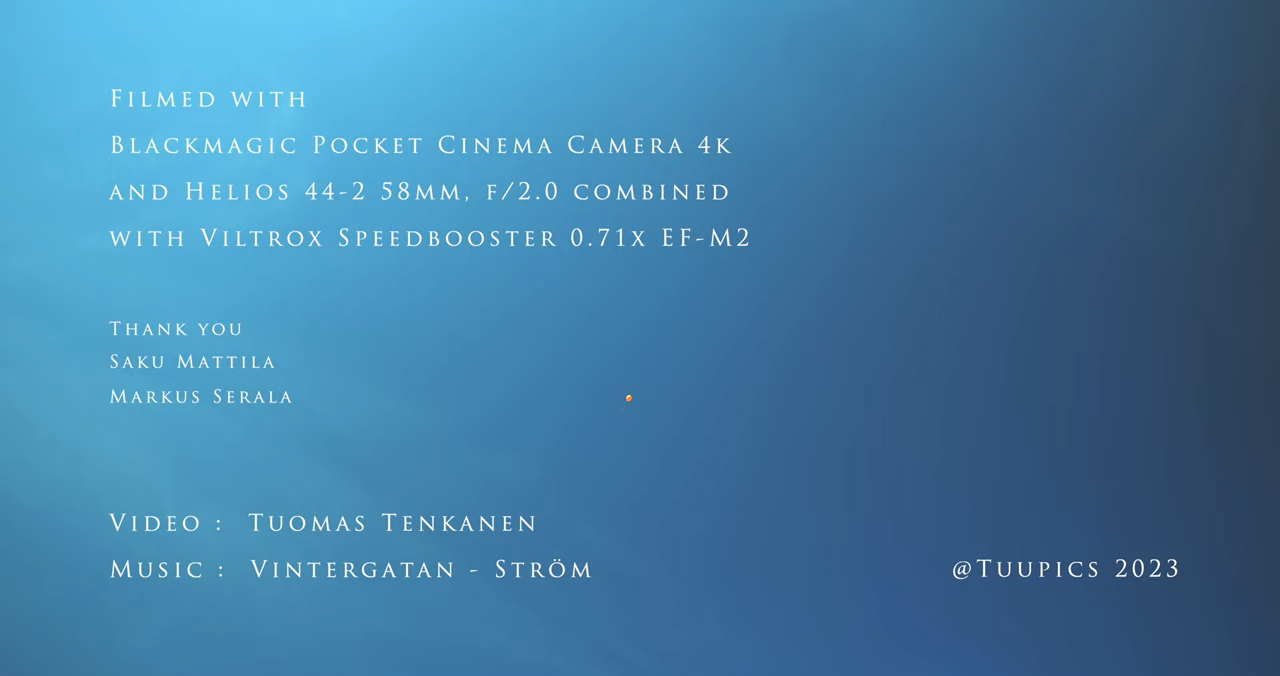 Filmed with
Blackmagic Pocket Cinema Camera 4k
and Helios 44-2 58mm, f/2.0 combined
with Viltrox Speedbooster 0.71x EF-M2
Thank you
Saku Mattila
Markus Serala
Video : Tuomas Tenkanen
Music : Vintergatan - Ström
@Tuupics 2023